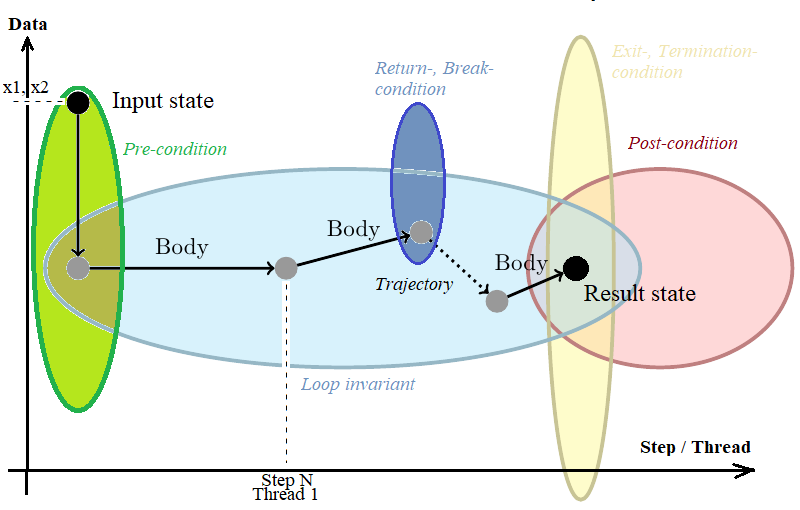 Data
x1, x2
Input state
Pre-condition
Return-, Break-
condition
Exit-, Termination-
condition
Post-condition
Body
Body
Body
Trajectory
Result state
Loop invariant
Step / Thread
Step N
Thread 1